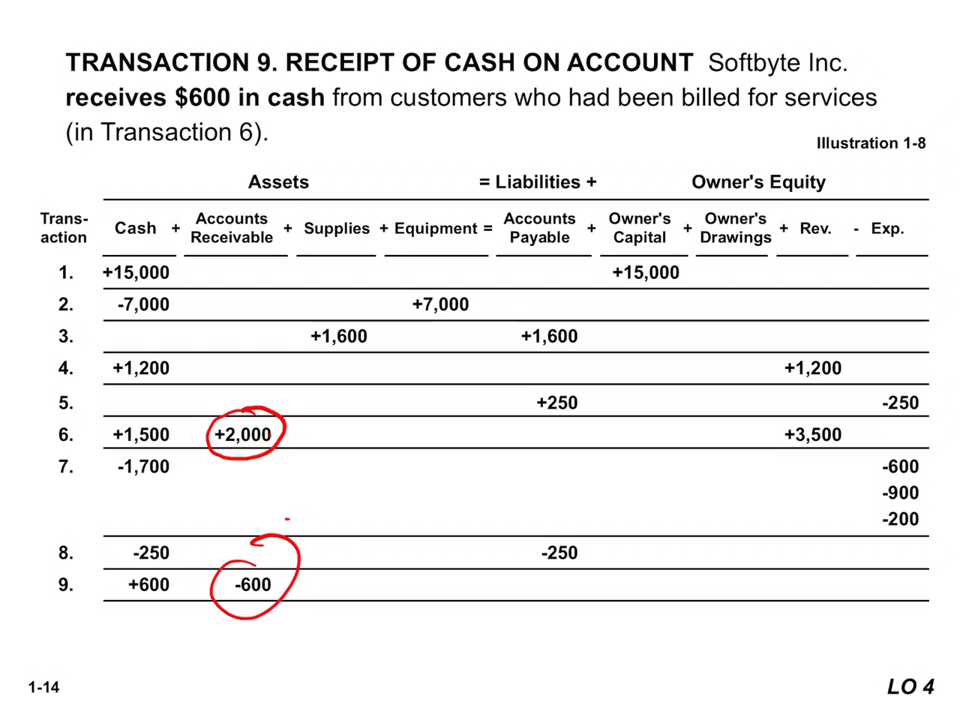 TRANSACTION 9. RECEIPT OF CASH ON ACCOUNT Softbyte Inc.
receives $600 in cash from customers who had been billed for services
(in Transaction 6).
Illustration 1-8
Assets = Liabilities + Owner's Equity
Trans-
action
Cash + Accounts Receivable + Supplies + Equipment = Accounts Payable + Owner's Capital + Owner's Drawings + Rev. - Exp.
1. +15,000 +15,000
2. -7,000 +7,000
3. +1,600 +1,600
4. +1,200 +1,200
5. +250 -250
6. +1,500 +2,000 +3,500
7. -1,700 -600
-900
-200
8. -250 -250
9. +600 -600
1-14
LO 4